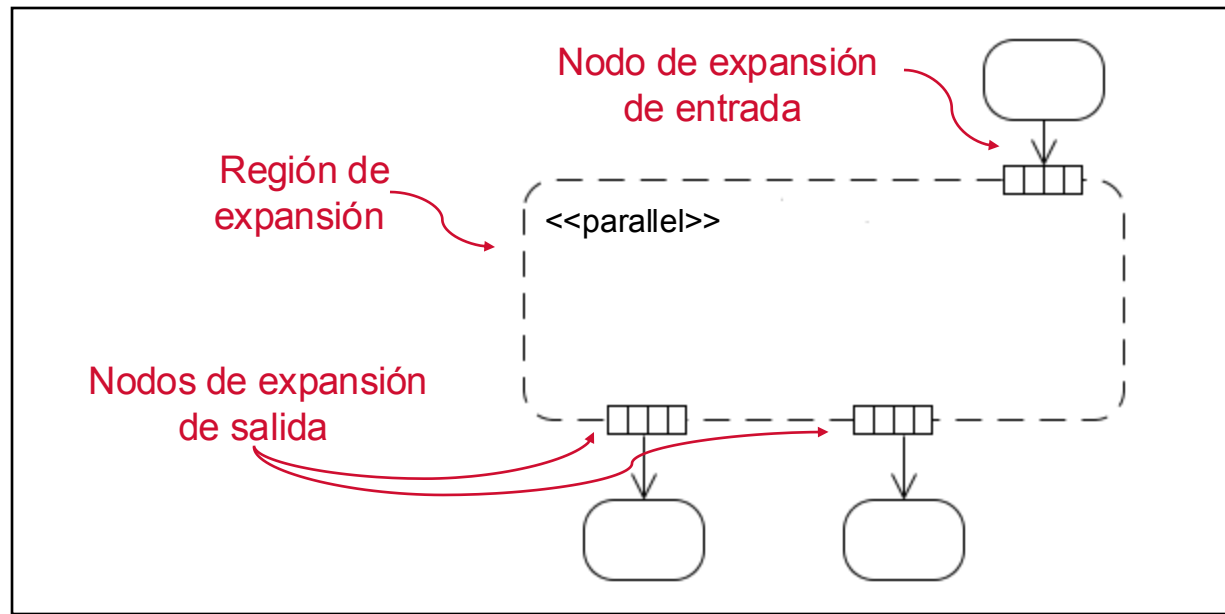 Nodo de expansión
de entrada
Región de
expansión
<<parallel>>
Nodos de expansión
de salida